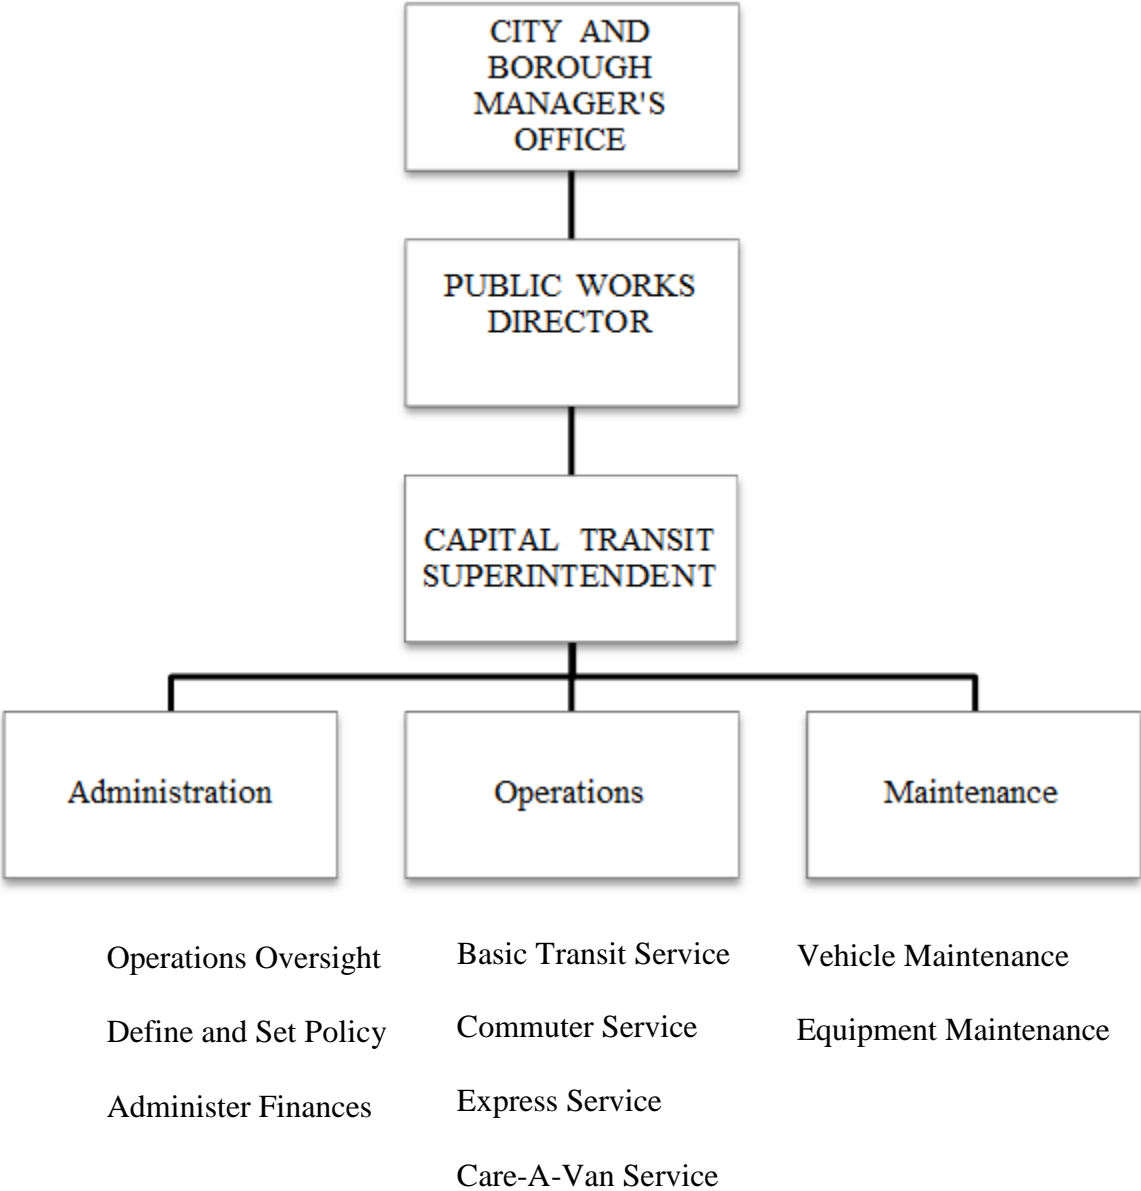 CITY AND
BOROUGH
MANAGER'S
OFFICE
PUBLIC WORKS
DIRECTOR
CAPITAL TRANSIT
SUPERINTENDENT
Administration
Operations
Maintenance
Operations Oversight
Define and Set Policy
Administer Finances
Basic Transit Service
Commuter Service
Express Service
Care-A-Van Service
Vehicle Maintenance
Equipment Maintenance